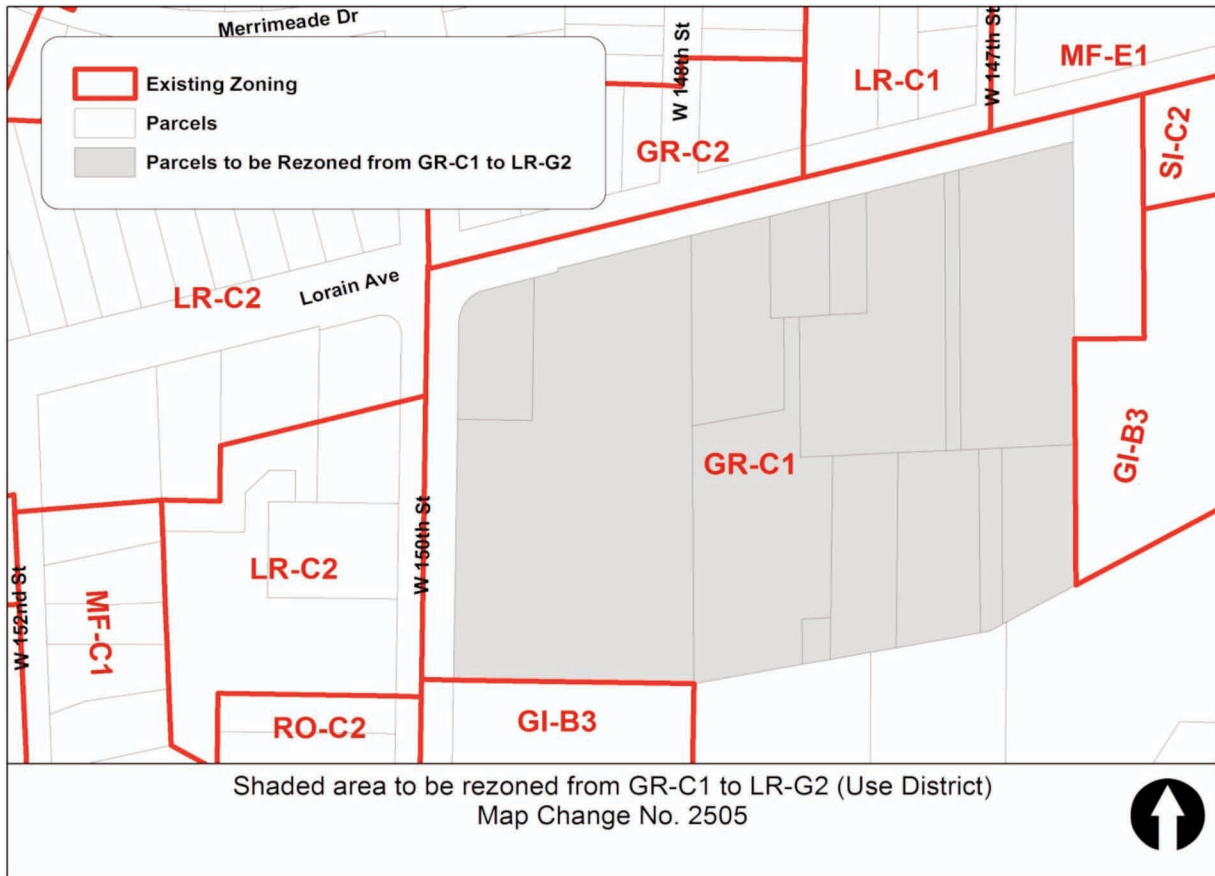 Merrimeade Dr
Existing Zoning
Parcels
Parcels to be Rezoned from GR-C1 to LR-G2
W 148th St
W 147th St
MF-E1
LR-C1
GR-C2
SI-C2
LR-C2
Lorain Ave
GR-C1
GI-B3
W 150th St
LR-C2
W 152nd St
MF-C1
RO-C2
GI-B3
Shaded area to be rezoned from GR-C1 to LR-G2 (Use District)
Map Change No. 2505